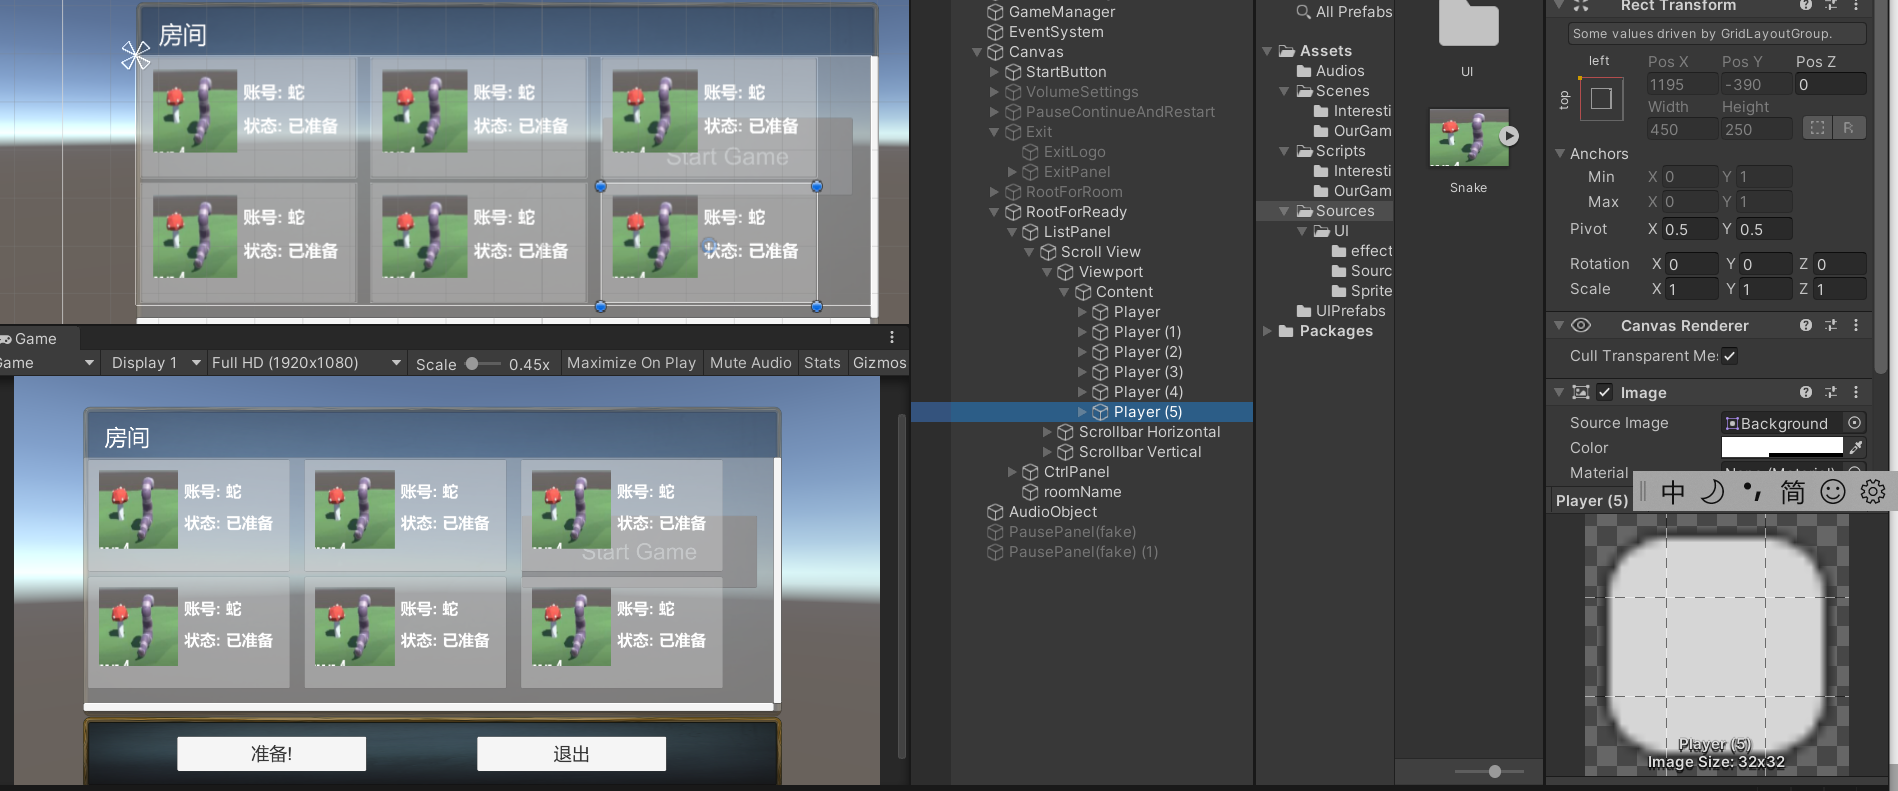 房间
账号: 蛇
状态: 已准备
账号: 蛇
状态: 已准备
账号: 蛇
状态: 已准备
Start Game
账号: 蛇
状态: 已准备
账号: 蛇
状态: 已准备
账号: 蛇
状态: 已准备
Game
Game
Display 1
Full HD (1920x1080)
Scale
0.45x
Maximize On Play
Mute Audio
Stats
Gizmos
房间
账号: 蛇
状态: 已准备
账号: 蛇
状态: 已准备
账号: 蛇
状态: 已准备
Start Game
账号: 蛇
状态: 已准备
账号: 蛇
状态: 已准备
账号: 蛇
状态: 已准备
准备!
退出
GameManager
EventSystem
Canvas
StartButton
VolumeSettings
PauseContinueAndRestart
Exit
ExitLogo
ExitPanel
RootForRoom
RootForReady
ListPanel
Scroll View
Viewport
Content
Player
Player (1)
Player (2)
Player (3)
Player (4)
Player (5)
Scrollbar Horizontal
Scrollbar Vertical
CtrlPanel
roomName
AudioObject
PausePanel(fake)
PausePanel(fake) (1)
All Prefabs
Assets
Audios
Scenes
Interesti
OurGam
Scripts
Interesti
OurGam
Sources
UI
effect
Sourc
Sprite
UIPrefabs
Packages
UI
Snake
Rect Transform
Some values driven by GridLayoutGroup.
left
Pos X
Pos Y
Pos Z
top
1195
-390
0
Width
Height
450
250
R
Anchors
Min
X 0
Y 1
Max
X 0
Y 1
Pivot
X 0.5
Y 0.5
Rotation
X 0
Y 0
Z 0
Scale
X 1
Y 1
Z 1
Canvas Renderer
Cull Transparent Me
Image
Source Image
Background
Color
Material
None (Material)
中
简
Player (5)
Player (5)
Image Size: 32x32